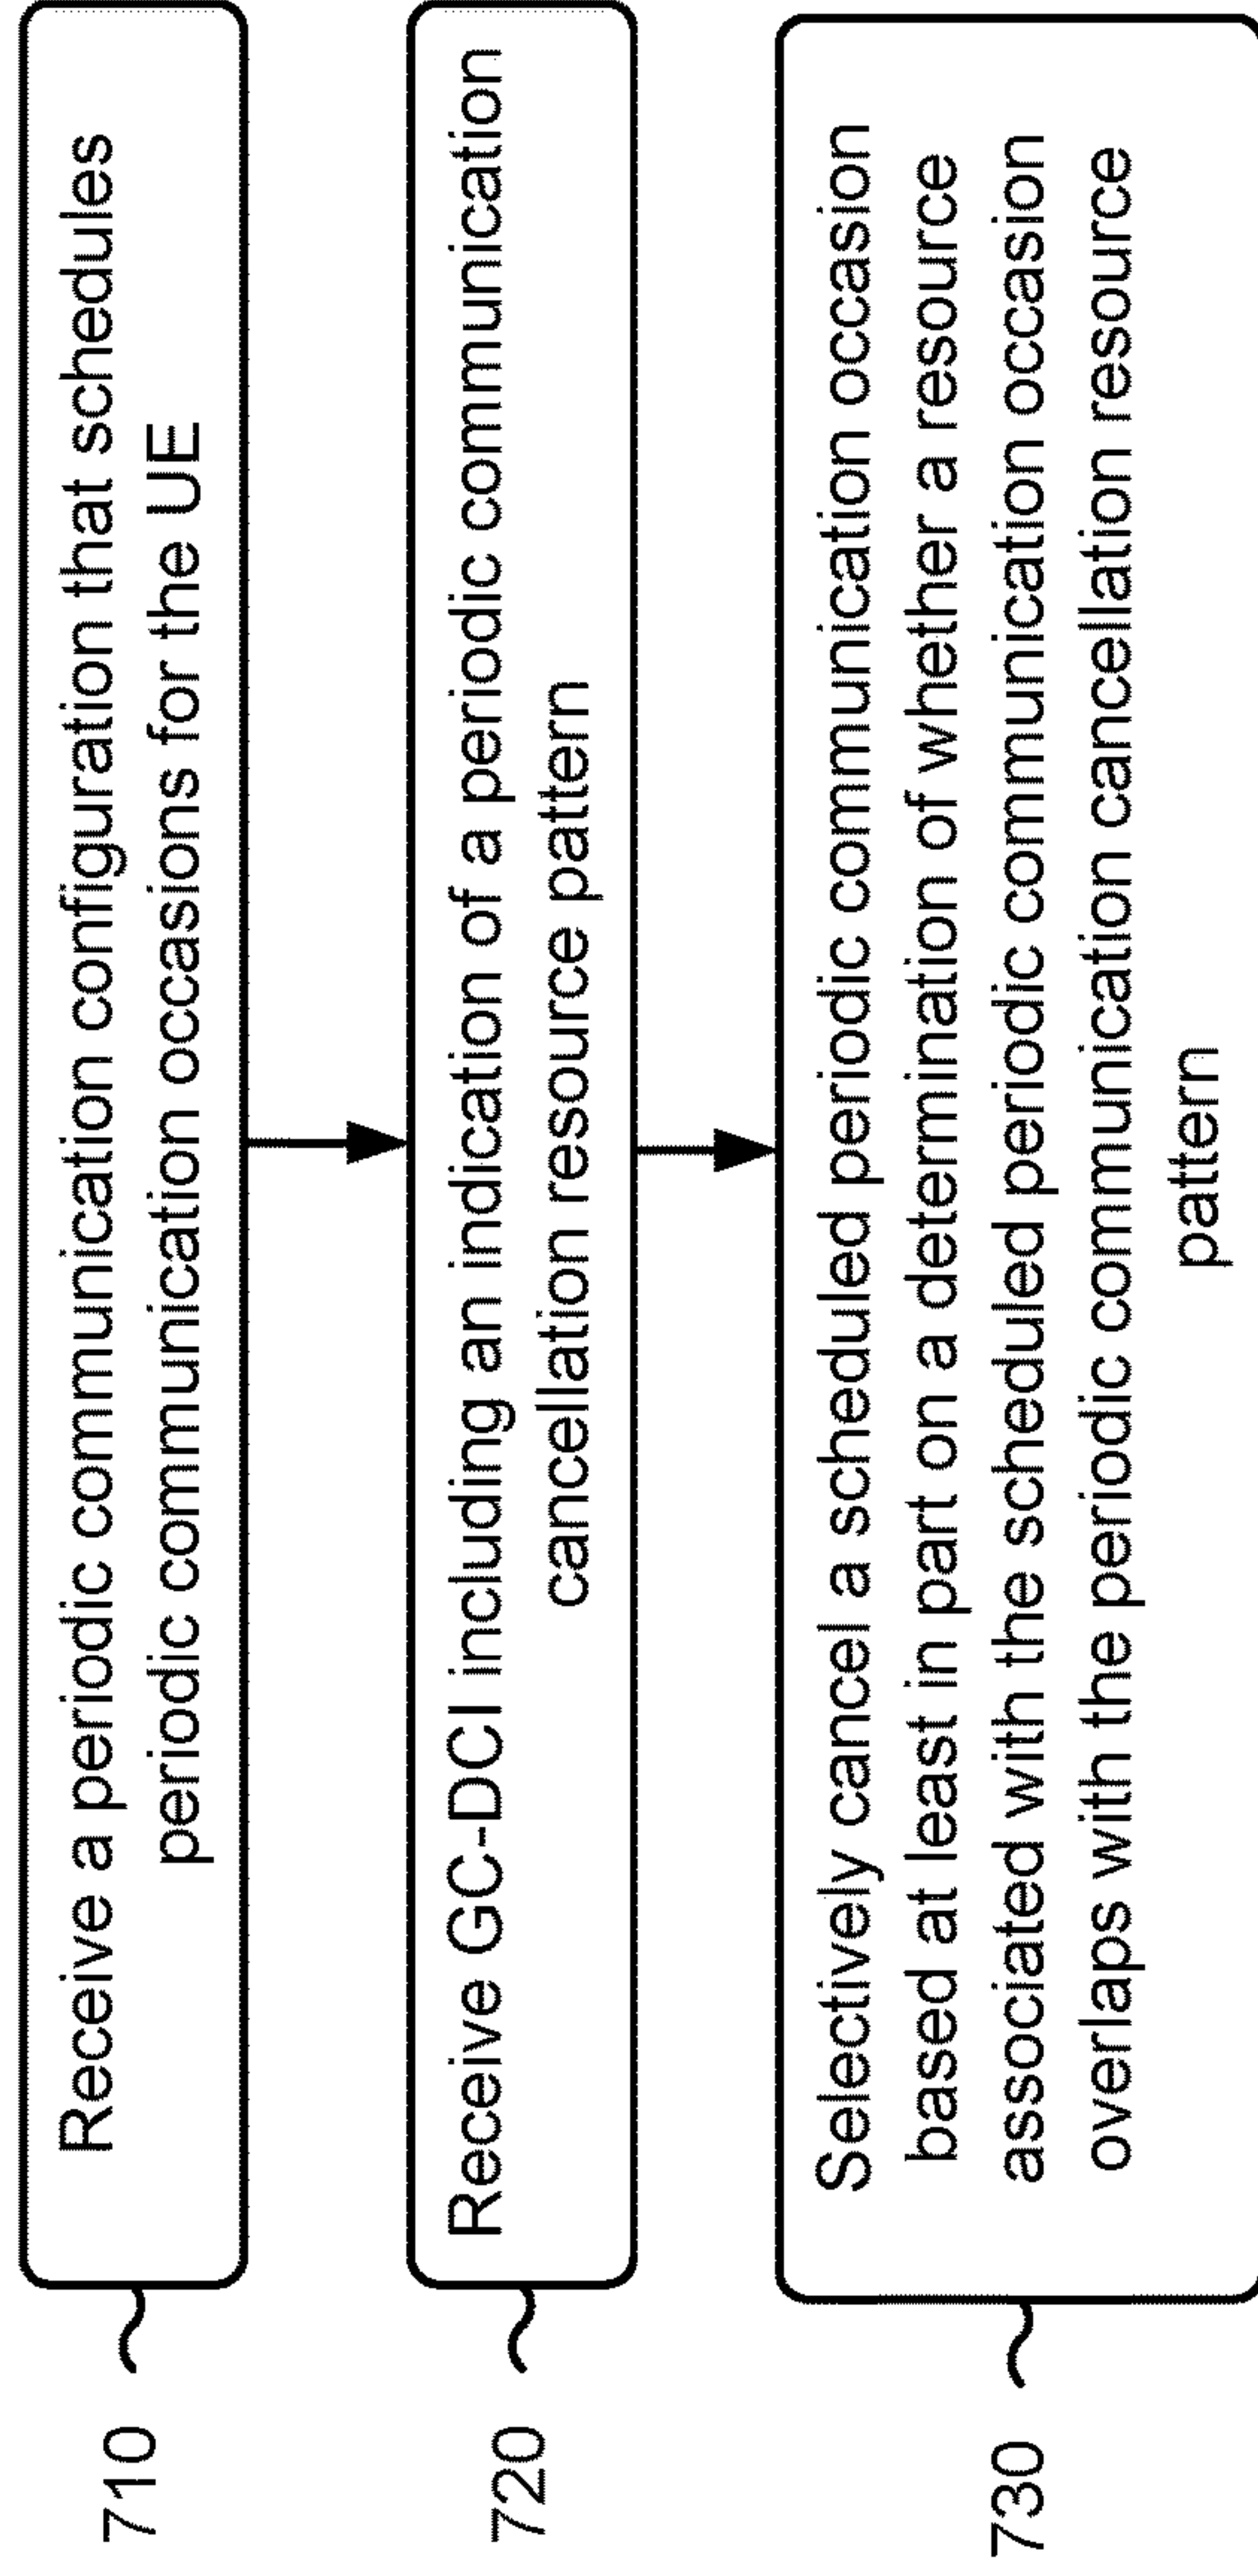 710
Receive a periodic communication configuration that schedules
periodic communication occasions for the UE
720
Receive GC-DCI including an indication of a periodic communication
cancellation resource pattern
730
Selectively cancel a scheduled periodic communication occasion
based at least in part on a determination of whether a resource
associated with the scheduled periodic communication occasion
overlaps with the periodic communication cancellation resource
pattern